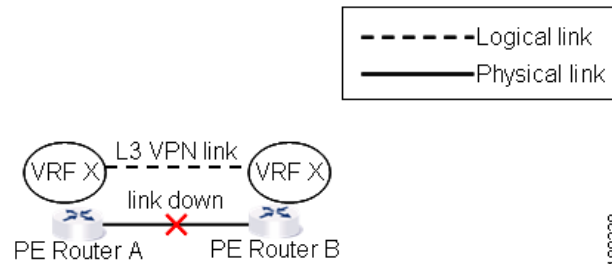 Logical link
Physical link
L3 VPN link
VRF X
VRF X
link down
PE Router A
PE Router B